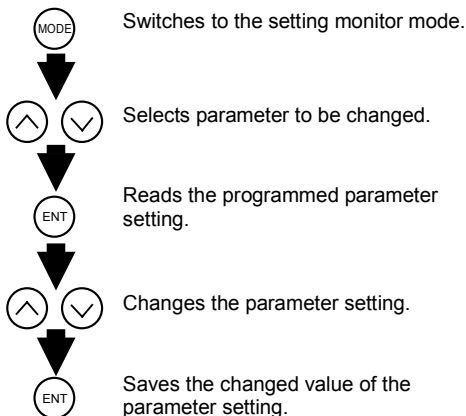 MODE
Switches to the setting monitor mode.
Selects parameter to be changed.
ENT
Reads the programmed parameter
setting.
Changes the parameter setting.
ENT
Saves the changed value of the
parameter setting.